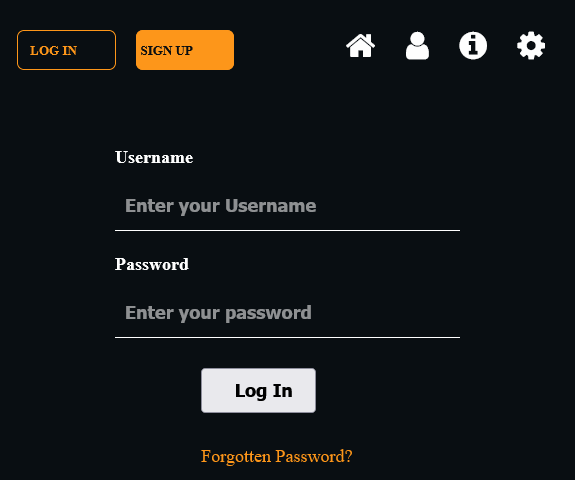 LOG IN SIGN UP
Username
Enter your Username
Password
Enter your password
Log In
Forgotten Password?